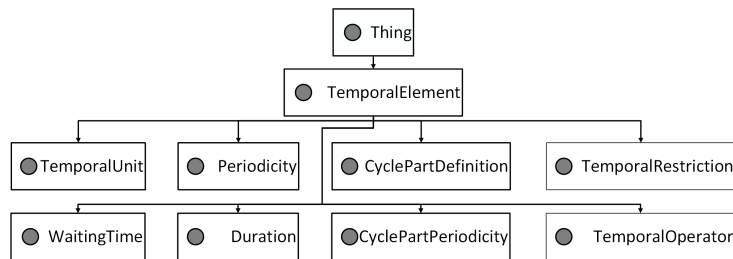 Thing
TemporalElement
TemporalUnit Periodicity CyclePartDefinition TemporalRestriction
WaitingTime Duration CyclePartPeriodicity TemporalOperator